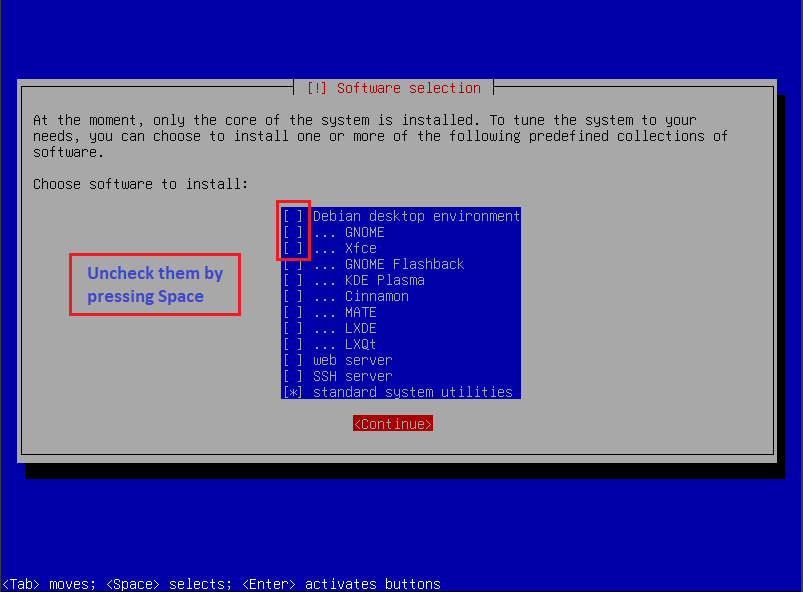 [!] Software selection
At the moment, only the core of the system is installed. To tune the system to your
needs, you can choose to install one or more of the following predefined collections of
software.
Choose software to install:
[ ] Debian desktop environment
[ ] ... GNOME
[ ] ... Xfce
[ ] ... GNOME Flashback
[ ] ... KDE Plasma
[ ] ... Cinnamon
[ ] ... MATE
[ ] ... LXDE
[ ] ... LXQt
[ ] web server
[ ] SSH server
[*] standard system utilities
Uncheck them by
pressing Space
<Continue>
<Tab> moves; <Space> selects; <Enter> activates buttons